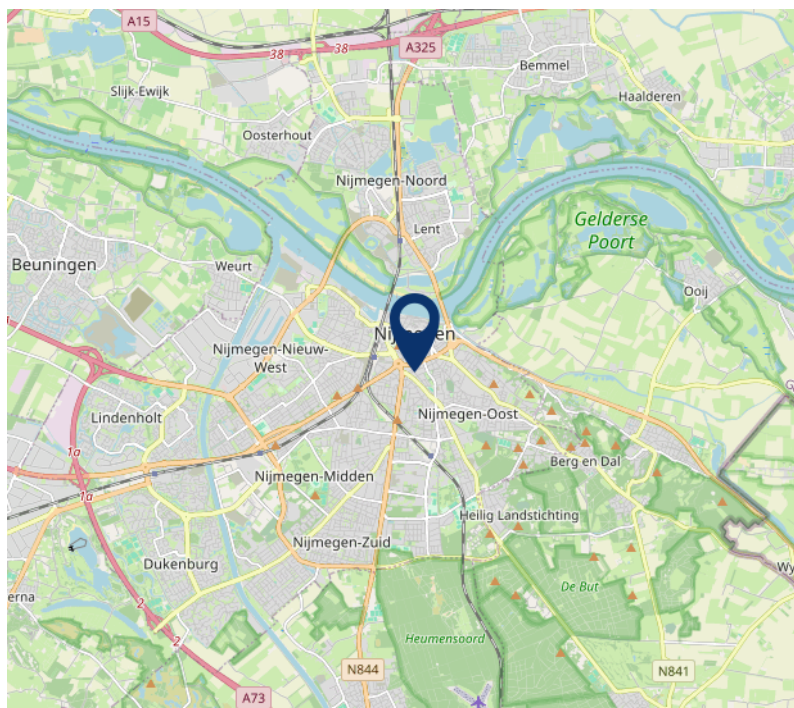 A15
38
38
A325
Bemmel
Slijk-Ewijk
Haalderen
Oosterhout
Nijmegen-Noord
Gelderse
Poort
Lent
Beuningen
Weurt
Ooij
Nijmegen
Nijmegen-Nieuw-
West
Lindenholt
Nijmegen-Oost
1a
Berg en Dal
Nijmegen-Midden
1a
Heilig Landstichting
Nijmegen-Zuid
Dukenburg
De But
2
Heumensoord
2
N844
N841
A73